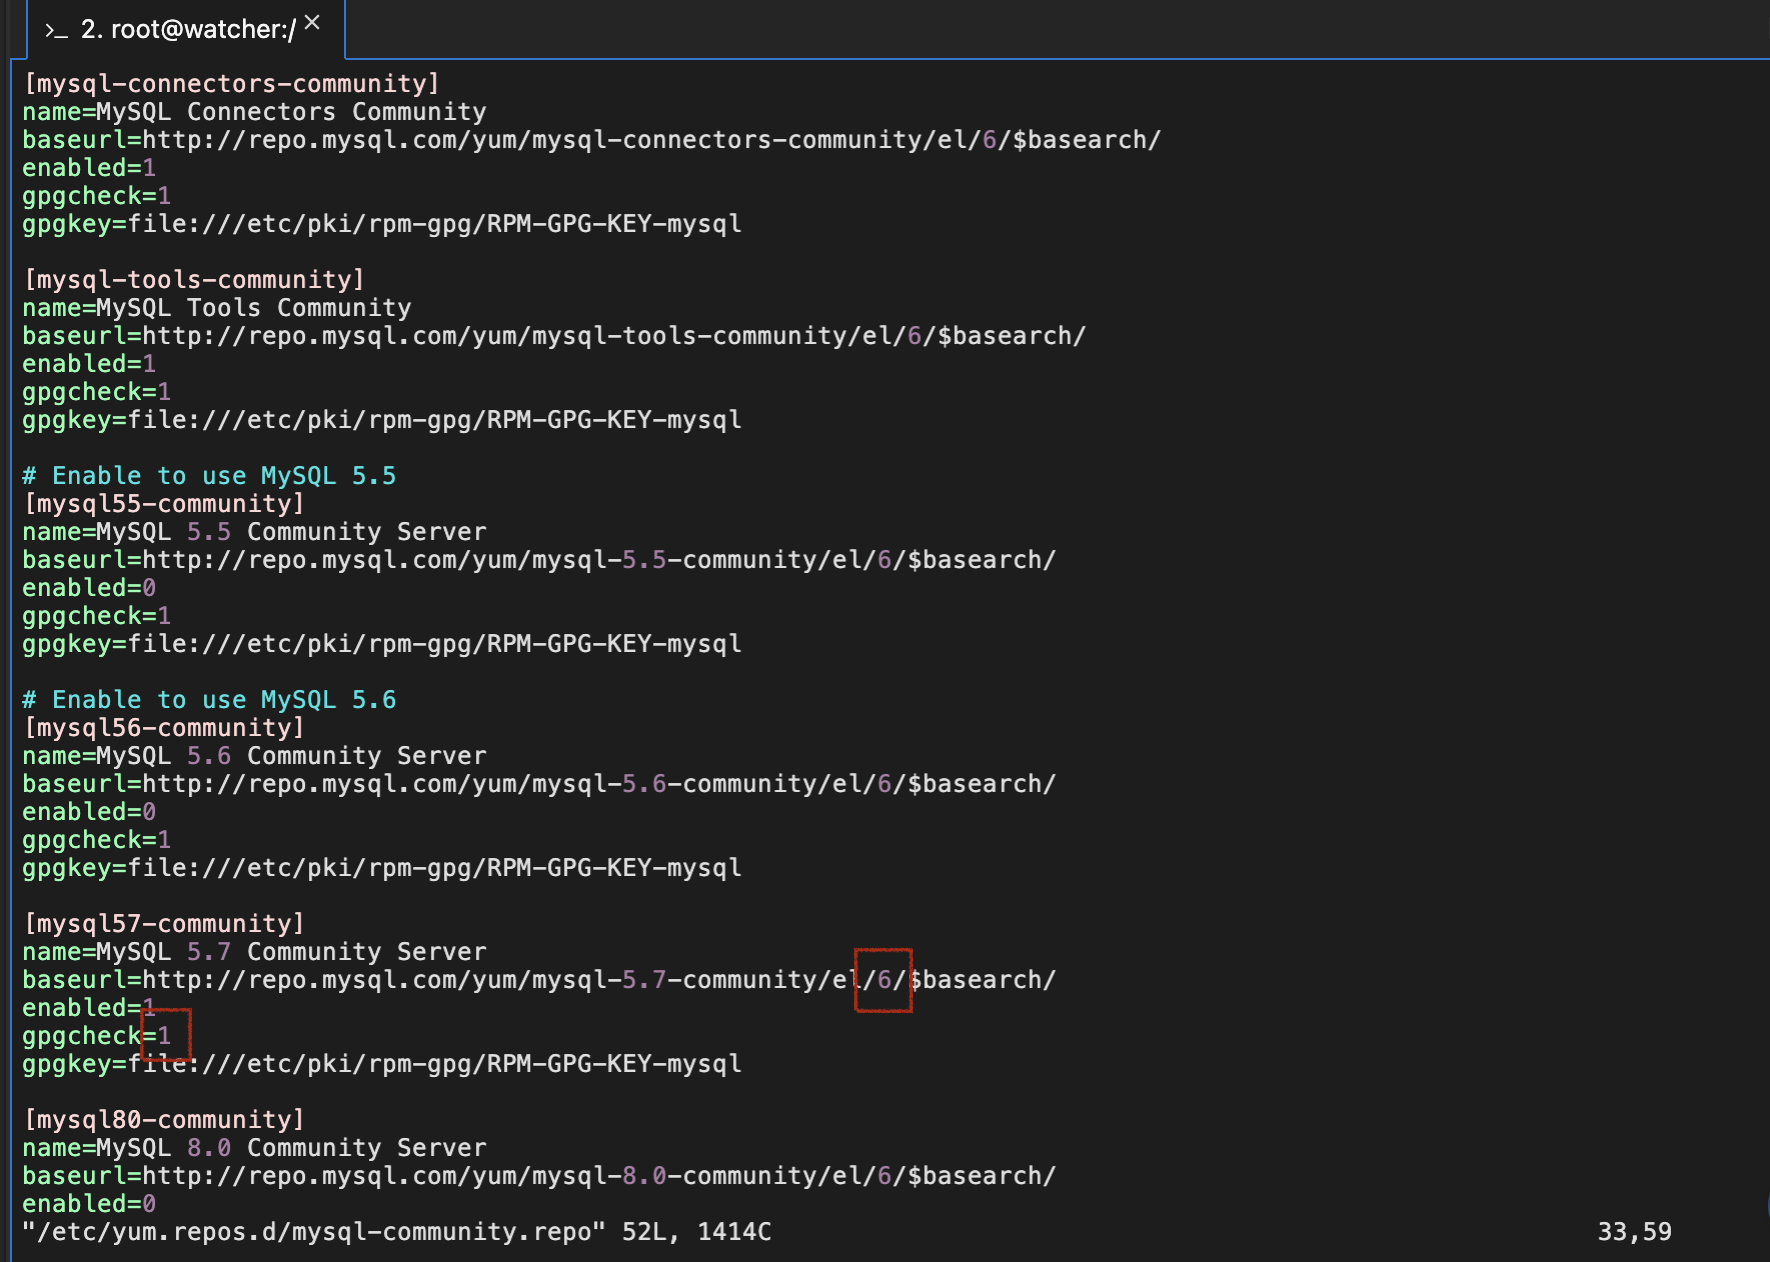 >_ 2. root@watcher:/ ×
[mysql-connectors-community]
name=MySQL Connectors Community
baseurl=http://repo.mysql.com/yum/mysql-connectors-community/el/6/$basearch/
enabled=1
gpgcheck=1
gpgkey=file:///etc/pki/rpm-gpg/RPM-GPG-KEY-mysql
[mysql-tools-community]
name=MySQL Tools Community
baseurl=http://repo.mysql.com/yum/mysql-tools-community/el/6/$basearch/
enabled=1
gpgcheck=1
gpgkey=file:///etc/pki/rpm-gpg/RPM-GPG-KEY-mysql
# Enable to use MySQL 5.5
[mysql55-community]
name=MySQL 5.5 Community Server
baseurl=http://repo.mysql.com/yum/mysql-5.5-community/el/6/$basearch/
enabled=0
gpgcheck=1
gpgkey=file:///etc/pki/rpm-gpg/RPM-GPG-KEY-mysql
# Enable to use MySQL 5.6
[mysql56-community]
name=MySQL 5.6 Community Server
baseurl=http://repo.mysql.com/yum/mysql-5.6-community/el/6/$basearch/
enabled=0
gpgcheck=1
gpgkey=file:///etc/pki/rpm-gpg/RPM-GPG-KEY-mysql
[mysql57-community]
name=MySQL 5.7 Community Server
baseurl=http://repo.mysql.com/yum/mysql-5.7-community/el/6/$basearch/
enabled=1
gpgcheck=1
gpgkey=file:///etc/pki/rpm-gpg/RPM-GPG-KEY-mysql
[mysql80-community]
name=MySQL 8.0 Community Server
baseurl=http://repo.mysql.com/yum/mysql-8.0-community/el/6/$basearch/
enabled=0
"/etc/yum.repos.d/mysql-community.repo" 52L, 1414C 33,59